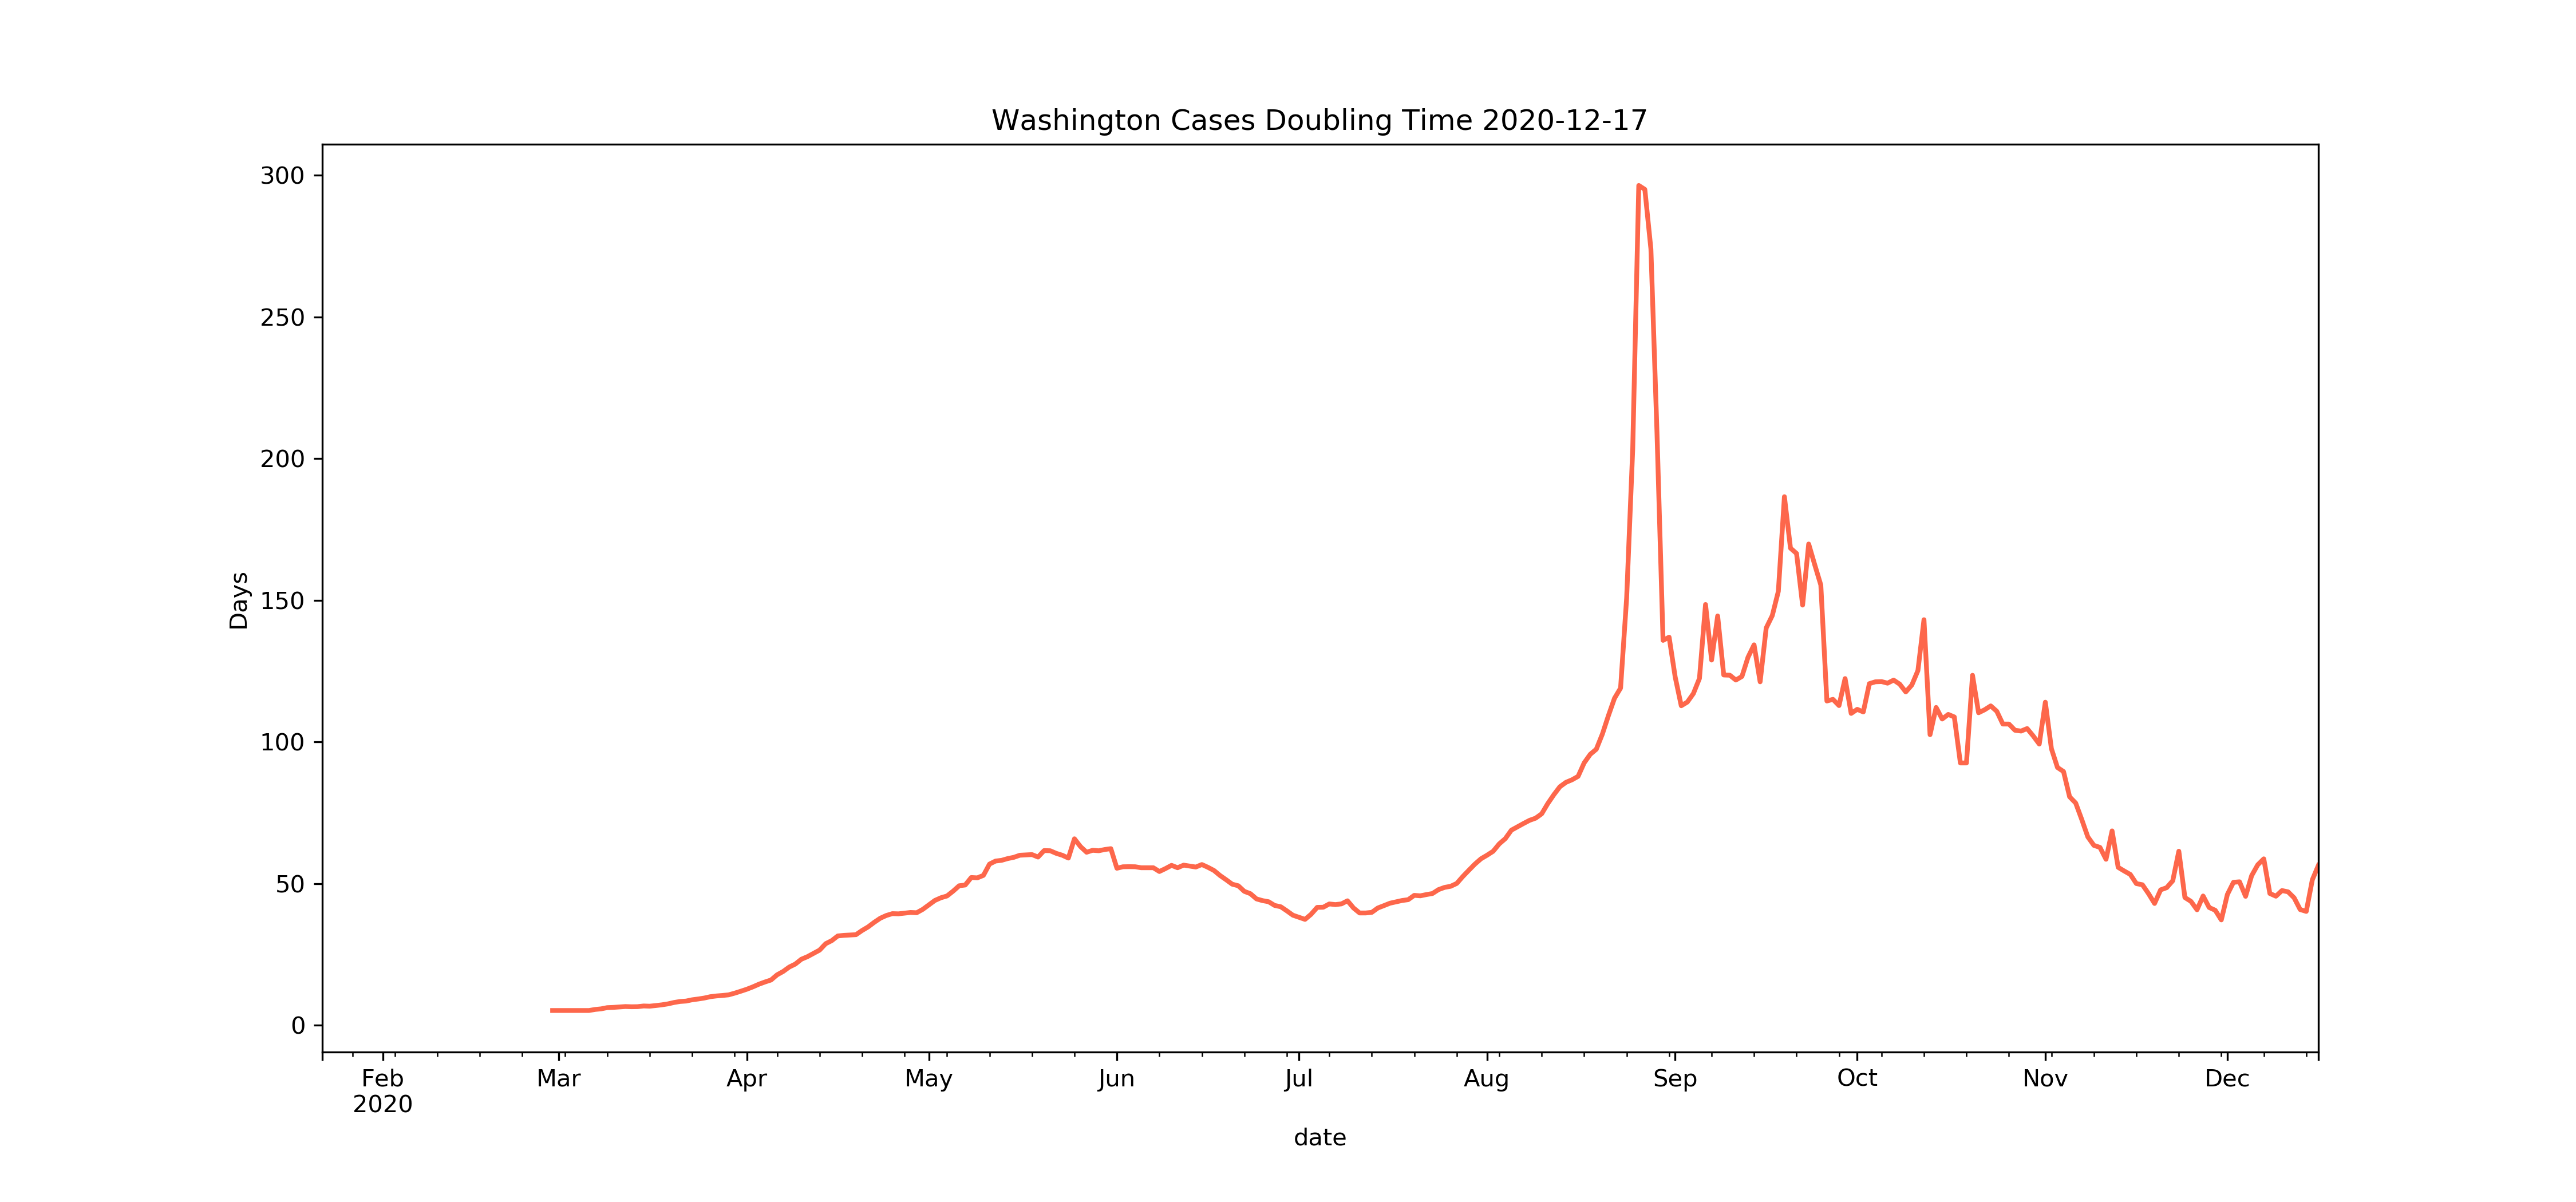 Washington Cases Doubling Time 2020-12-17
300
250
200
150
100
50
0
Days
Feb Mar Apr May Jun Jul Aug Sep Oct Nov Dec
2020
date